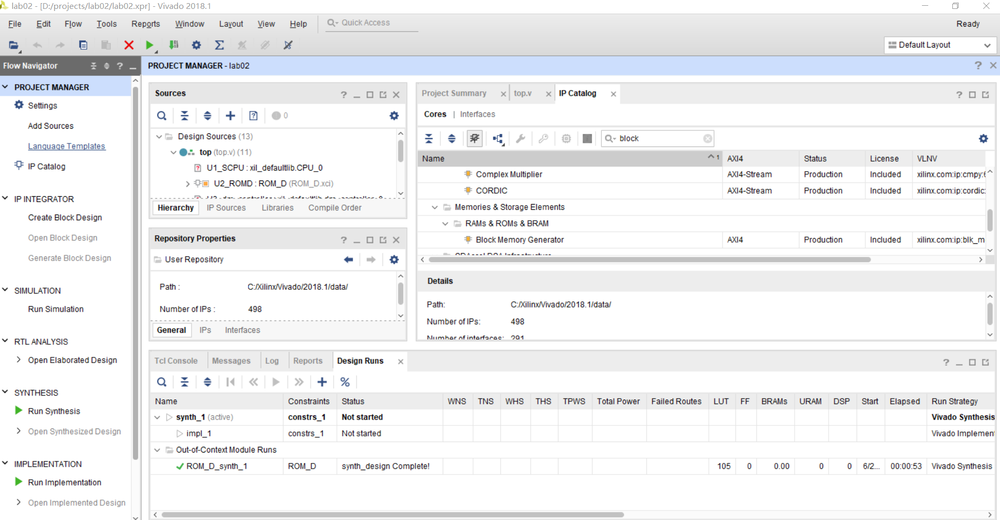 lab02 - [D:/projects/lab02/lab02.xpr] - Vivado 2018.1
File Edit Flow Tools Reports Window Layout View Help Quick Access Ready
Default Layout
Flow Navigator
PROJECT MANAGER
Settings
Add Sources
Language Templates
IP Catalog
IP INTEGRATOR
Create Block Design
Open Block Design
Generate Block Design
SIMULATION
Run Simulation
RTL ANALYSIS
Open Elaborated Design
SYNTHESIS
Run Synthesis
Open Synthesized Design
IMPLEMENTATION
Run Implementation
Open Implemented Design
PROJECT MANAGER - lab02
Sources
0
Design Sources (13)
top (top.v) (11)
U1_SCPU : xil_defaultlib.CPU_0
U2_ROMD : ROM_D (ROM_D.xci)
Hierarchy IP Sources Libraries Compile Order
Repository Properties
User Repository
Path : C:/Xilinx/Vivado/2018.1/data/
Number of IPs : 498
General IPs Interfaces
Project Summary top.v IP Catalog
Cores | Interfaces
block
Name 1 AXI4 Status License VLNV
Complex Multiplier AXI4-Stream Production Included xilinx.com:ip:cmpy:6
CORDIC AXI4-Stream Production Included xilinx.com:ip:cordic:
Memories & Storage Elements
RAMs & ROMs & BRAM
Block Memory Generator AXI4 Production Included xilinx.com:ip:blk_m
Details
Path: C:/Xilinx/Vivado/2018.1/data/
Number of IPs: 498
Number of interfaces: 291
Tcl Console Messages Log Reports Design Runs
Name Constraints Status WNS TNS WHS THS TPWS Total Power Failed Routes LUT FF BRAMs URAM DSP Start Elapsed Run Strategy
synth_1 (active) constrs_1 Not started Vivado Synthesis
impl_1 constrs_1 Not started Vivado Implemen
Out-of-Context Module Runs
ROM_D_synth_1 ROM_D synth_design Complete! 105 0 0.00 0 0 6/2... 00:00:53 Vivado Synthesis